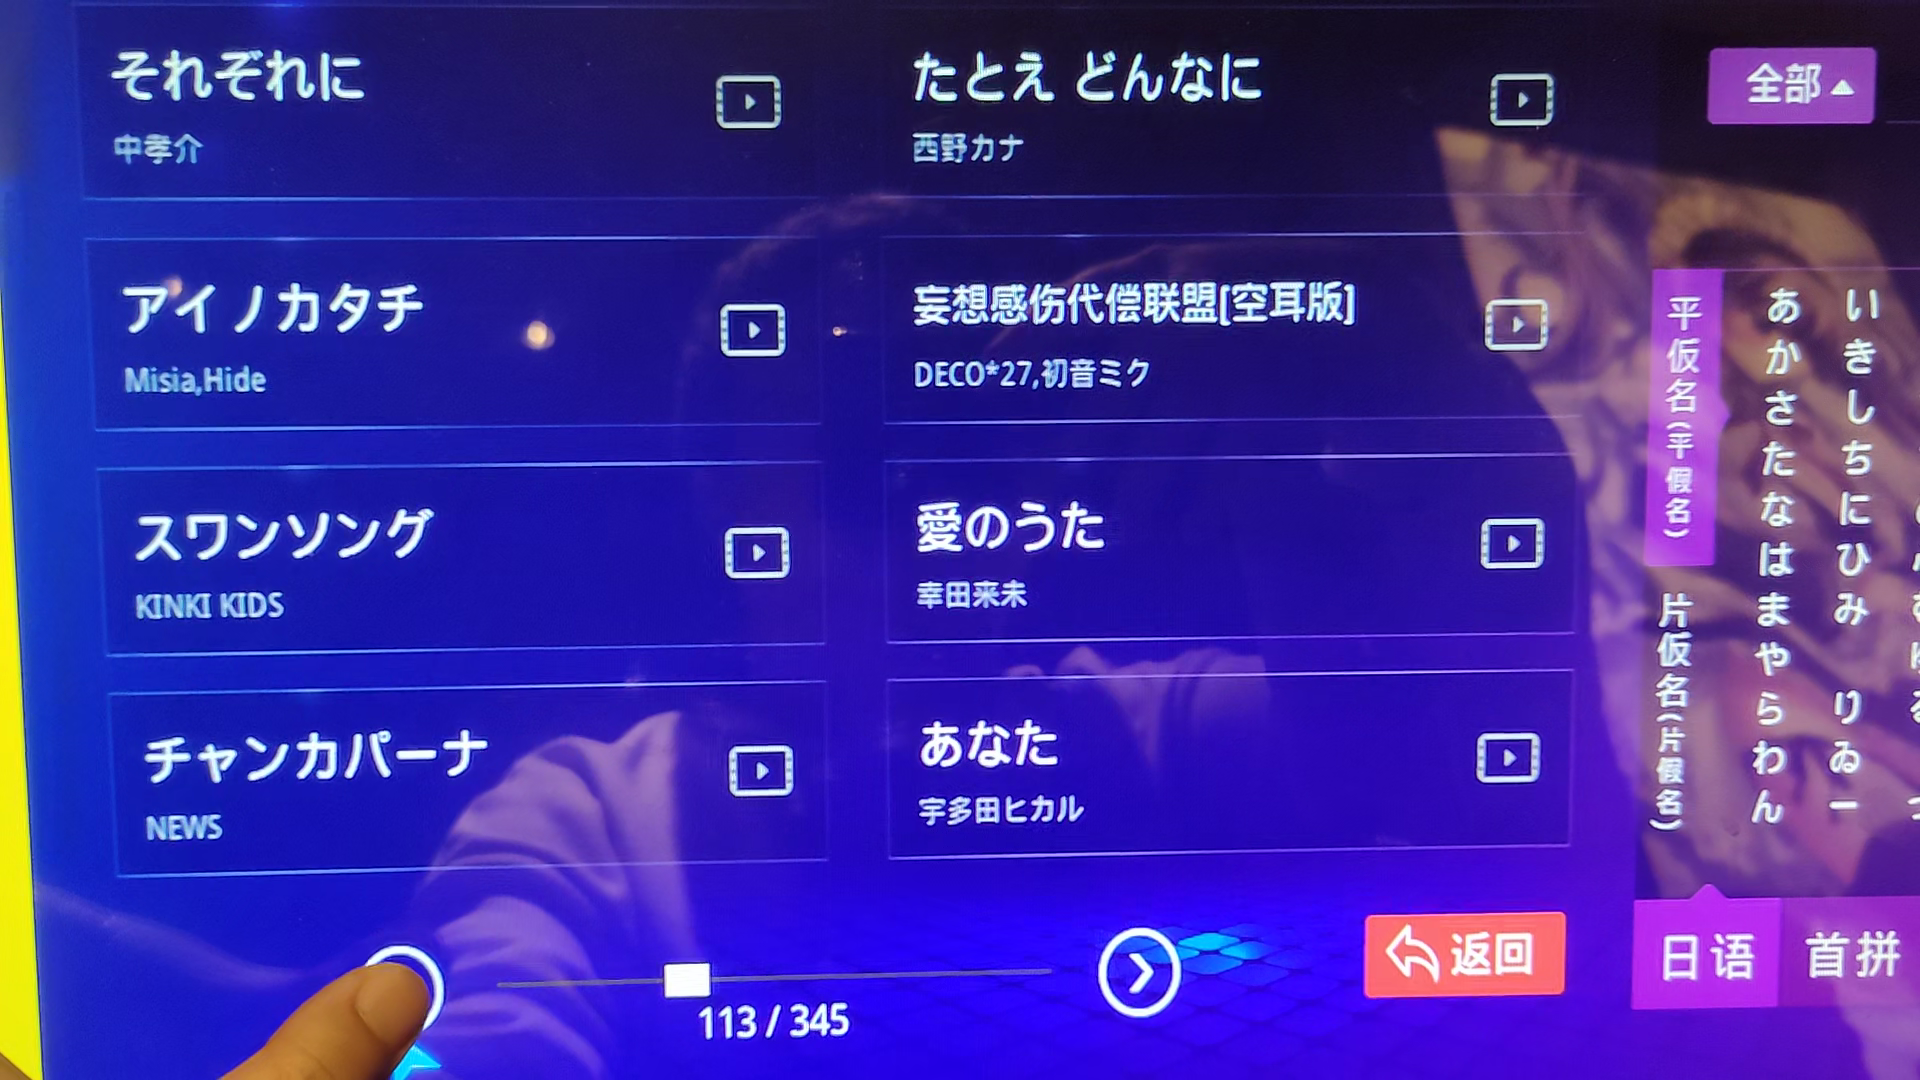 それぞれに
中孝介
たとえ どんなに
西野カナ
アイノカタチ
Misia,Hide
妄想感伤代偿联盟[空耳版]
DECO*27,初音ミク
スワンソング
KINKI KIDS
愛のうた
幸田来未
チャンカパーナ
NEWS
あなた
宇多田ヒカル
113 / 345
返回
全部
平仮名(平假名)
片仮名(片假名)
あ い
か き
さ し
た ち
な に
は ひ
ま み
や
ら り
わ ゐ
ん ー
日语
首拼